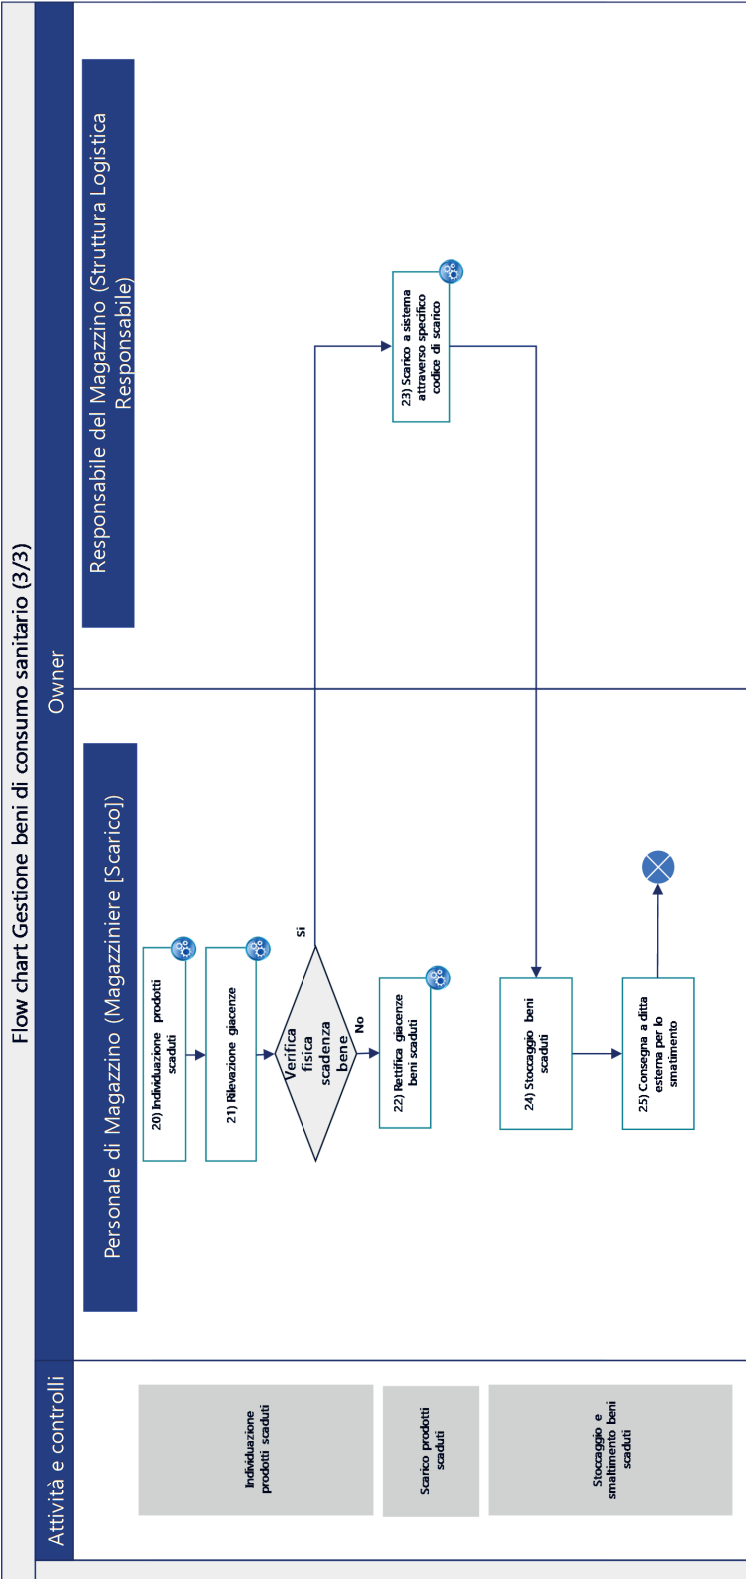 Flow chart Gestione beni di consumo sanitario (3/3)
Attività e controlli
Owner
Personale di Magazzino (Magazziniere [Scarico])
Responsabile del Magazzino (Struttura Logistica
Responsabile)
Individuazione
prodotti scaduti
20) Individuazione prodotti
scaduti
21) Rilevazione giacenze
Verifica
fisica
scadenza
bene
Si
No
Scarico prodotti
scaduti
22) Rettifica giacenze
beni scaduti
23) Scarico a sistema
attraverso specifico
codice di scarico
Stoccaggio e
smaltimento beni
scaduti
24) Stoccaggio beni
scaduti
25) Consegna a ditta
esterna per lo
smatimento